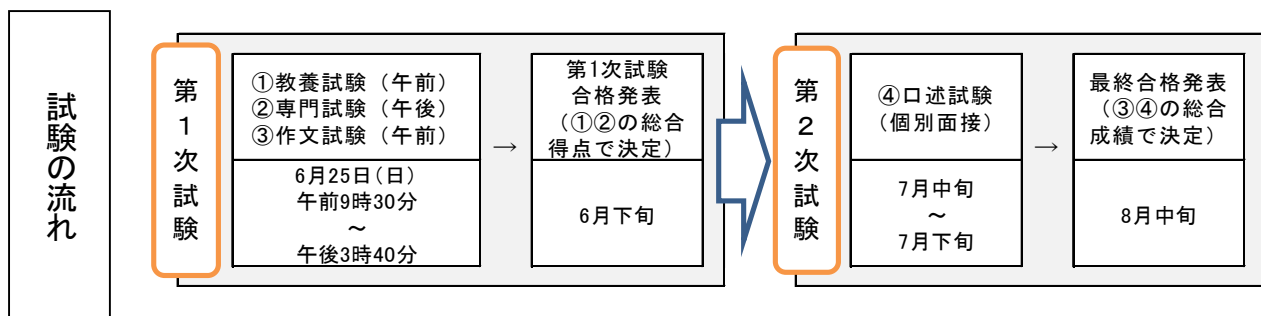 試験の流れ
第1次試験
①教養試験（午前）
②専門試験（午後）
③作文試験（午前）
6月25日(日)
午前9時30分
～
午後3時40分
→
第1次試験
合格発表
（①②の総合
得点で決定）
6月下旬
第2次試験
④口述試験
（個別面接）
7月中旬
～
7月下旬
→
最終合格発表
（③④の総合
成績で決定）
8月中旬